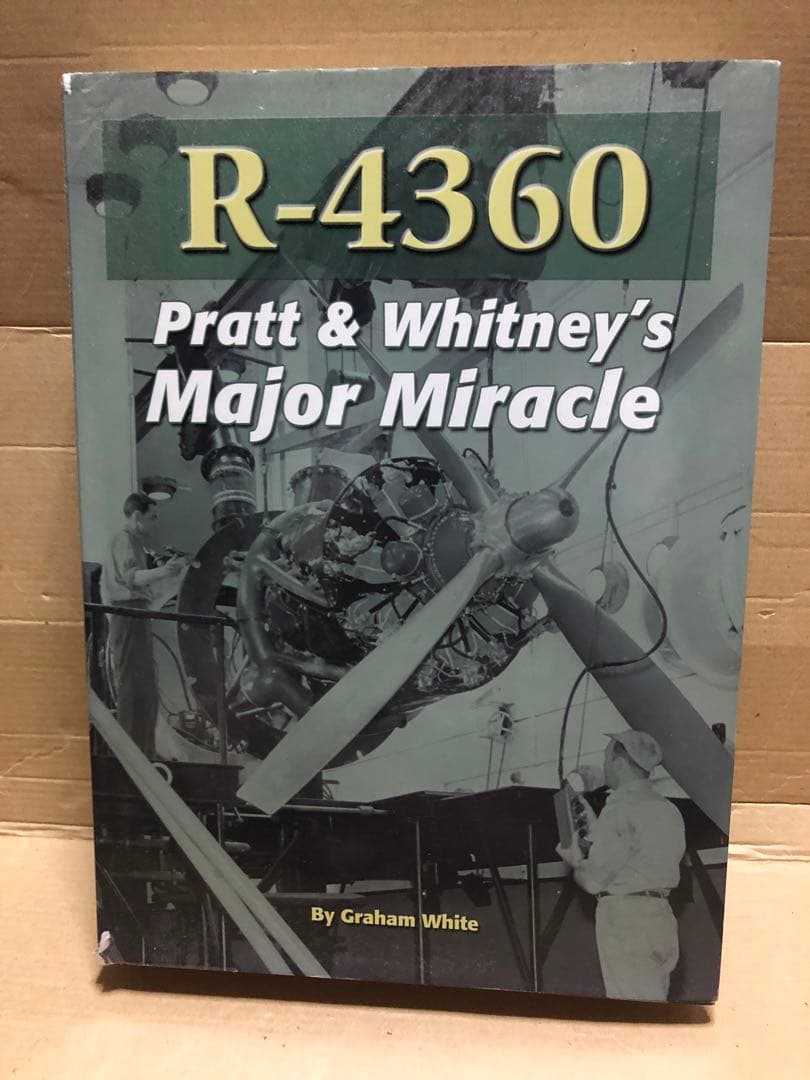 R-4360
Pratt & Whitney's
Major Miracle
By Graham White